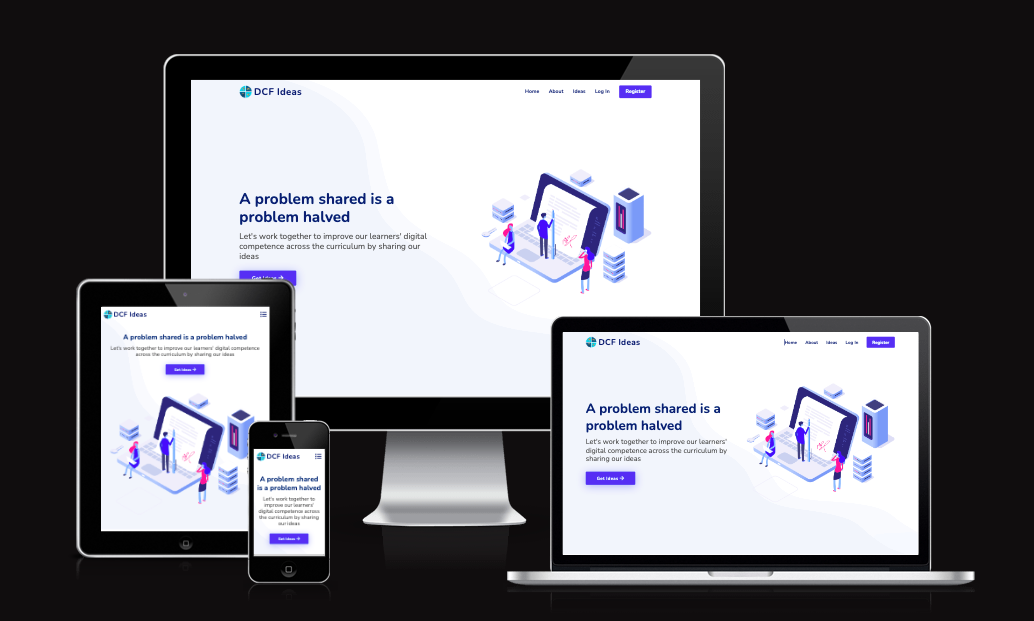 DCF Ideas
Home About Ideas Log In Register
A problem shared is a
problem halved
Let's work together to improve our learners' digital
competence across the curriculum by sharing our
ideas
Get Ideas →
DCF Ideas
A problem shared is a problem halved
Let's work together to improve our learners' digital competence
across the curriculum by sharing our ideas
Get Ideas →
DCF Ideas
A problem shared
is a problem halved
Let's work together to
improve our learners'
digital competence across
the curriculum by sharing
our ideas
Get Ideas →
DCF Ideas
Home About Ideas Log In Register
A problem shared is a
problem halved
Let's work together to improve our learners'
digital competence across the curriculum by
sharing our ideas
Get Ideas →